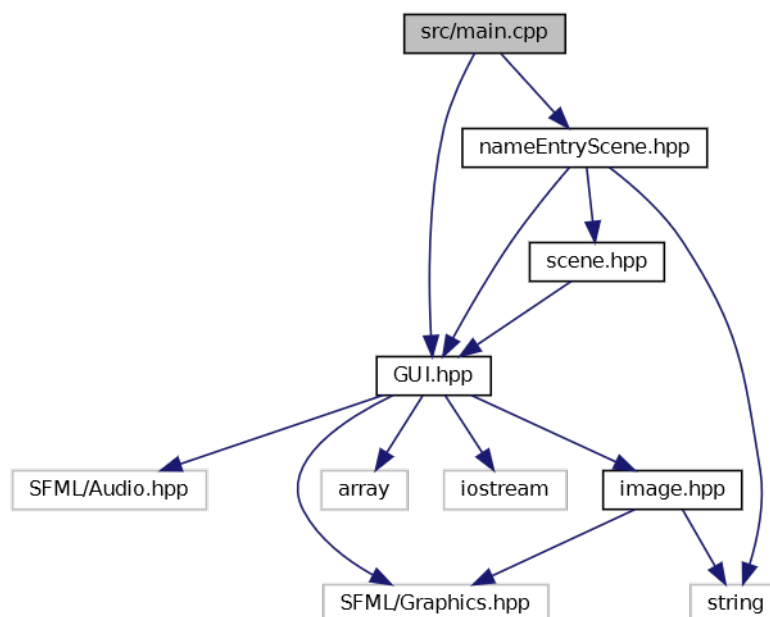 src/main.cpp
nameEntryScene.hpp
scene.hpp
GUI.hpp
SFML/Audio.hpp
array
iostream
image.hpp
SFML/Graphics.hpp
string